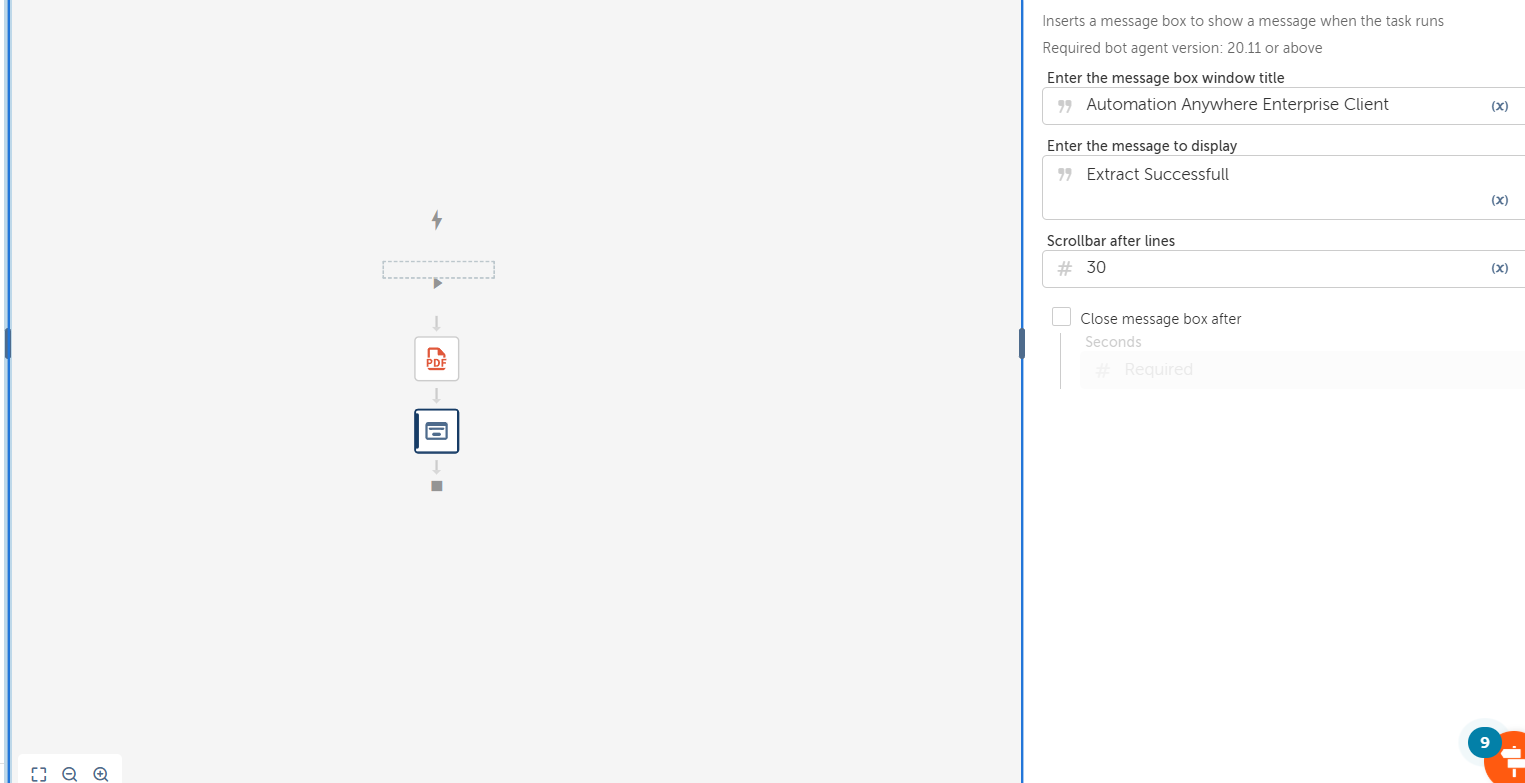 Inserts a message box to show a message when the task runs
Required bot agent version: 20.11 or above
Enter the message box window title
Automation Anywhere Enterprise Client
(x)
Enter the message to display
Extract Successfull
(x)
Scrollbar after lines
# 30
(x)
Close message box after
Seconds
# Required
PDF
9